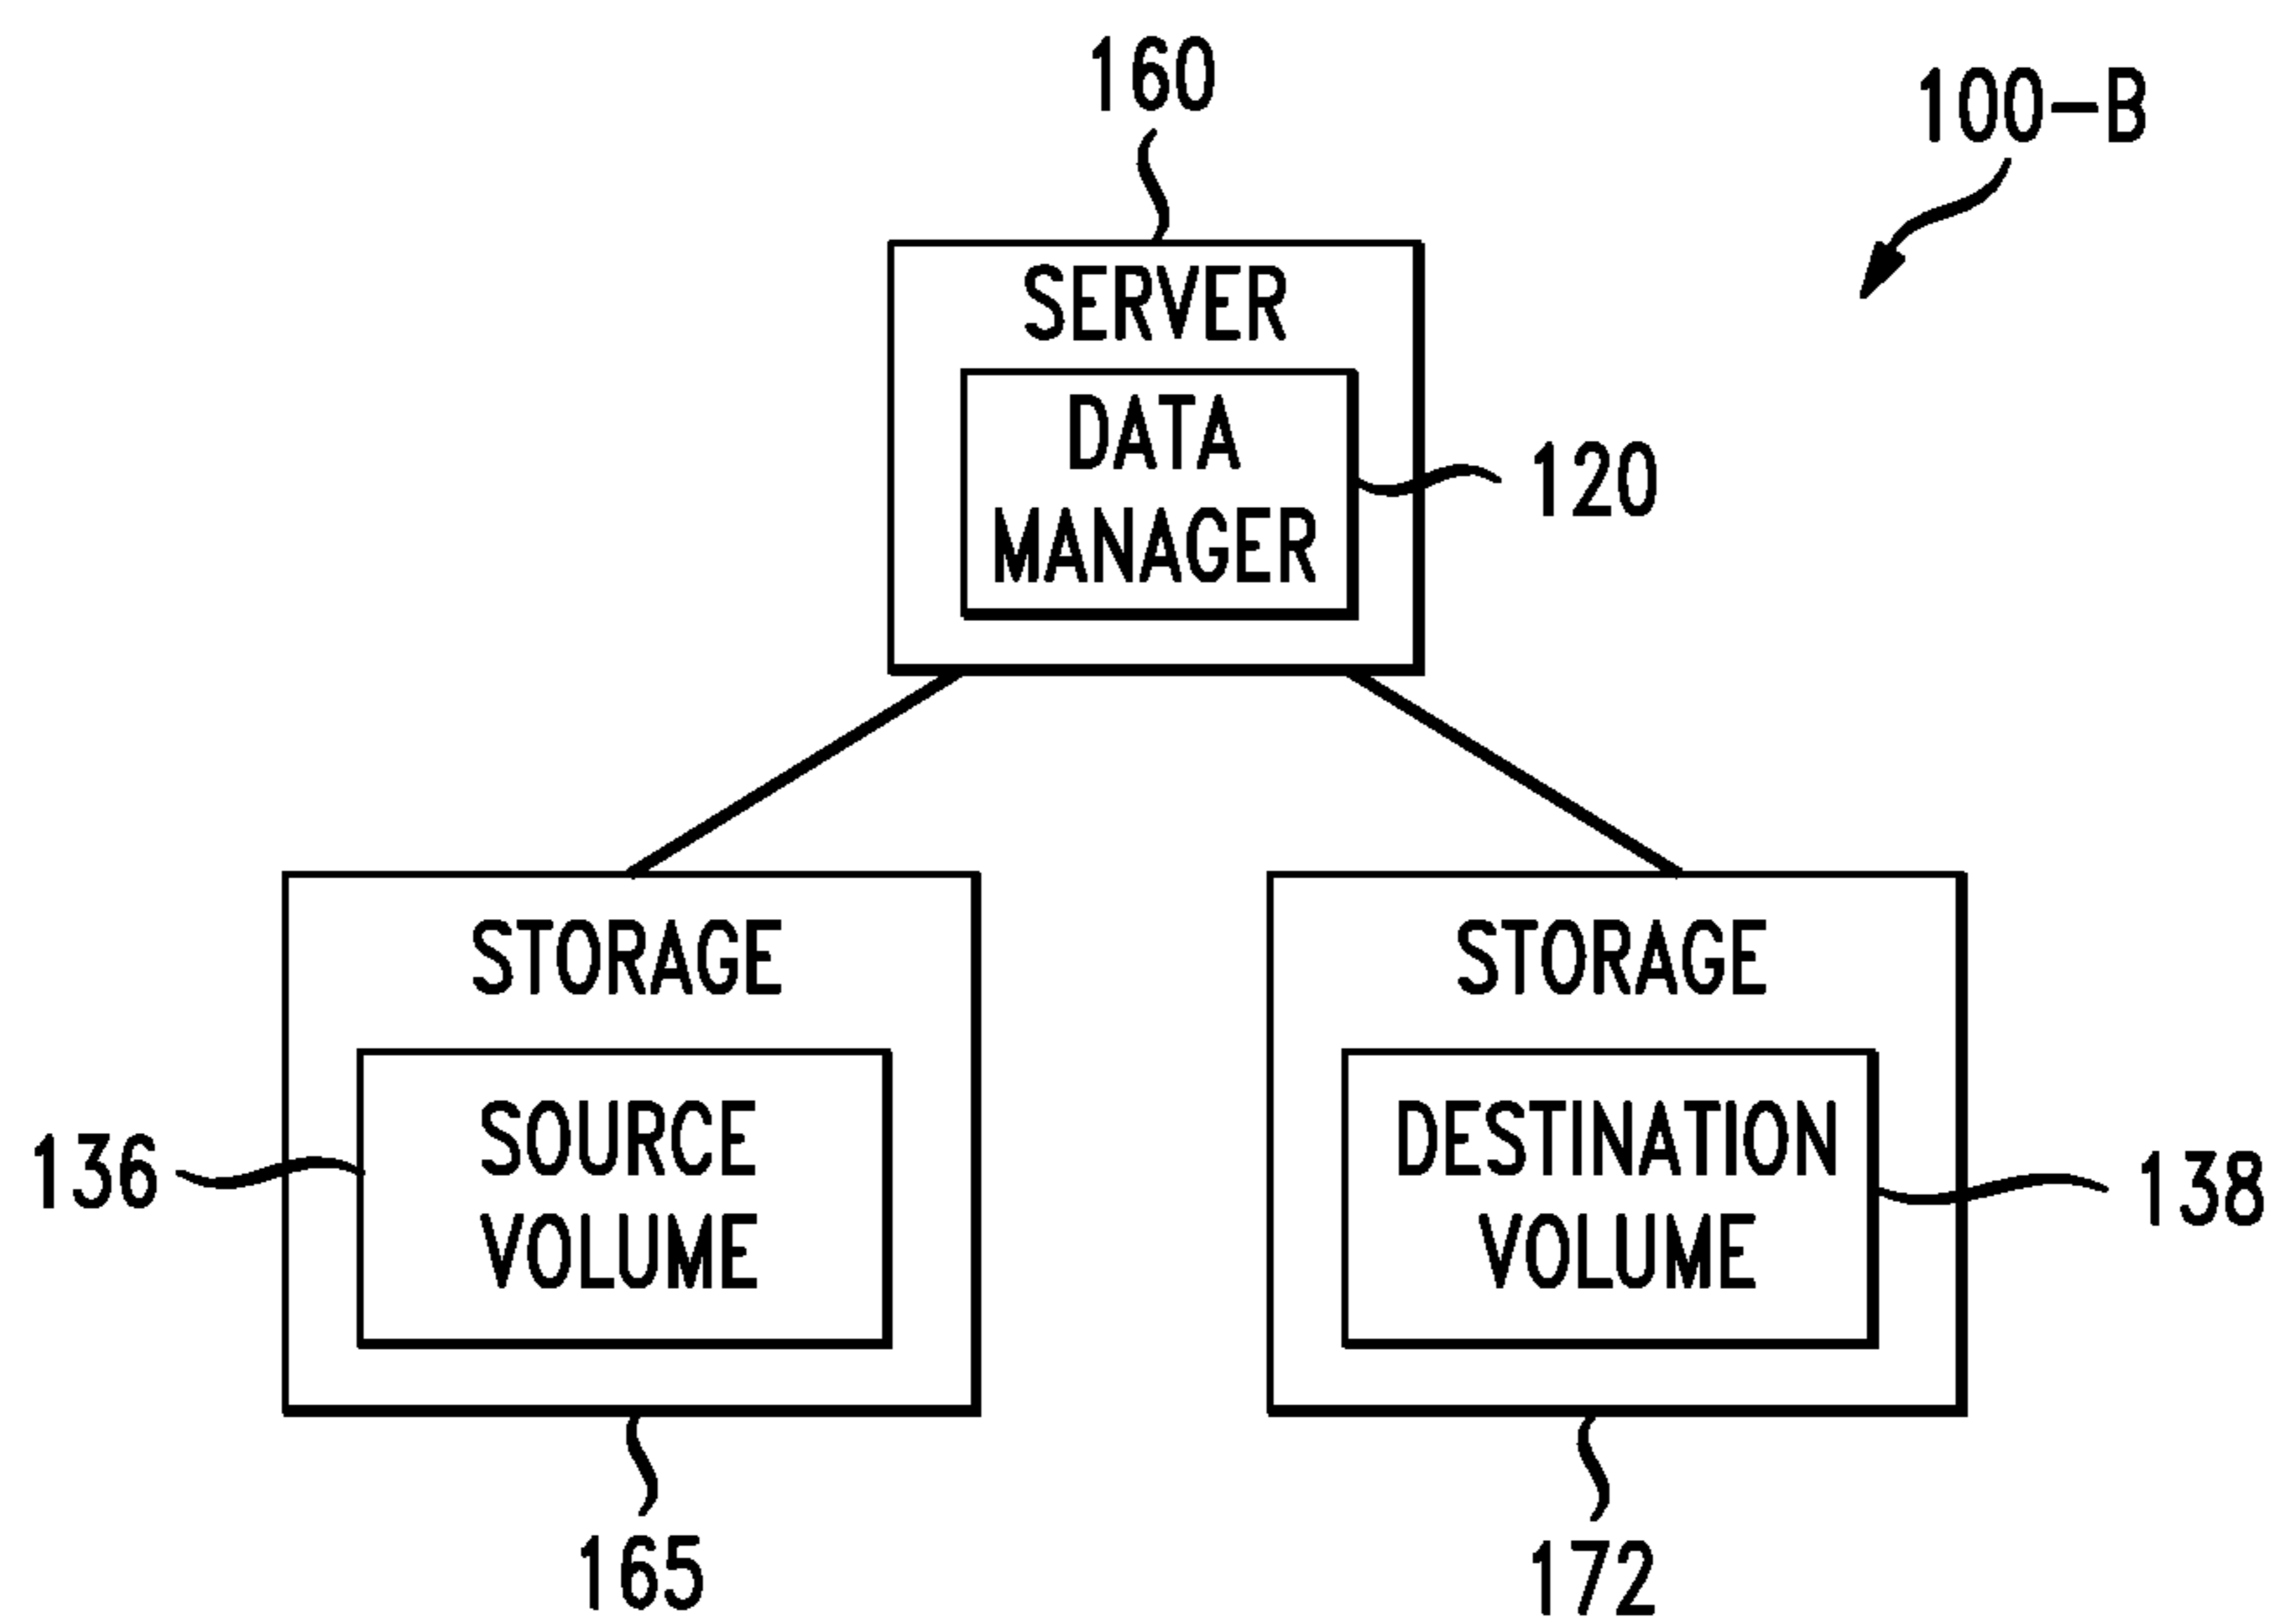 160
100-B
SERVER
DATA
MANAGER
120
STORAGE
STORAGE
SOURCE
VOLUME
DESTINATION
VOLUME
136
138
165
172